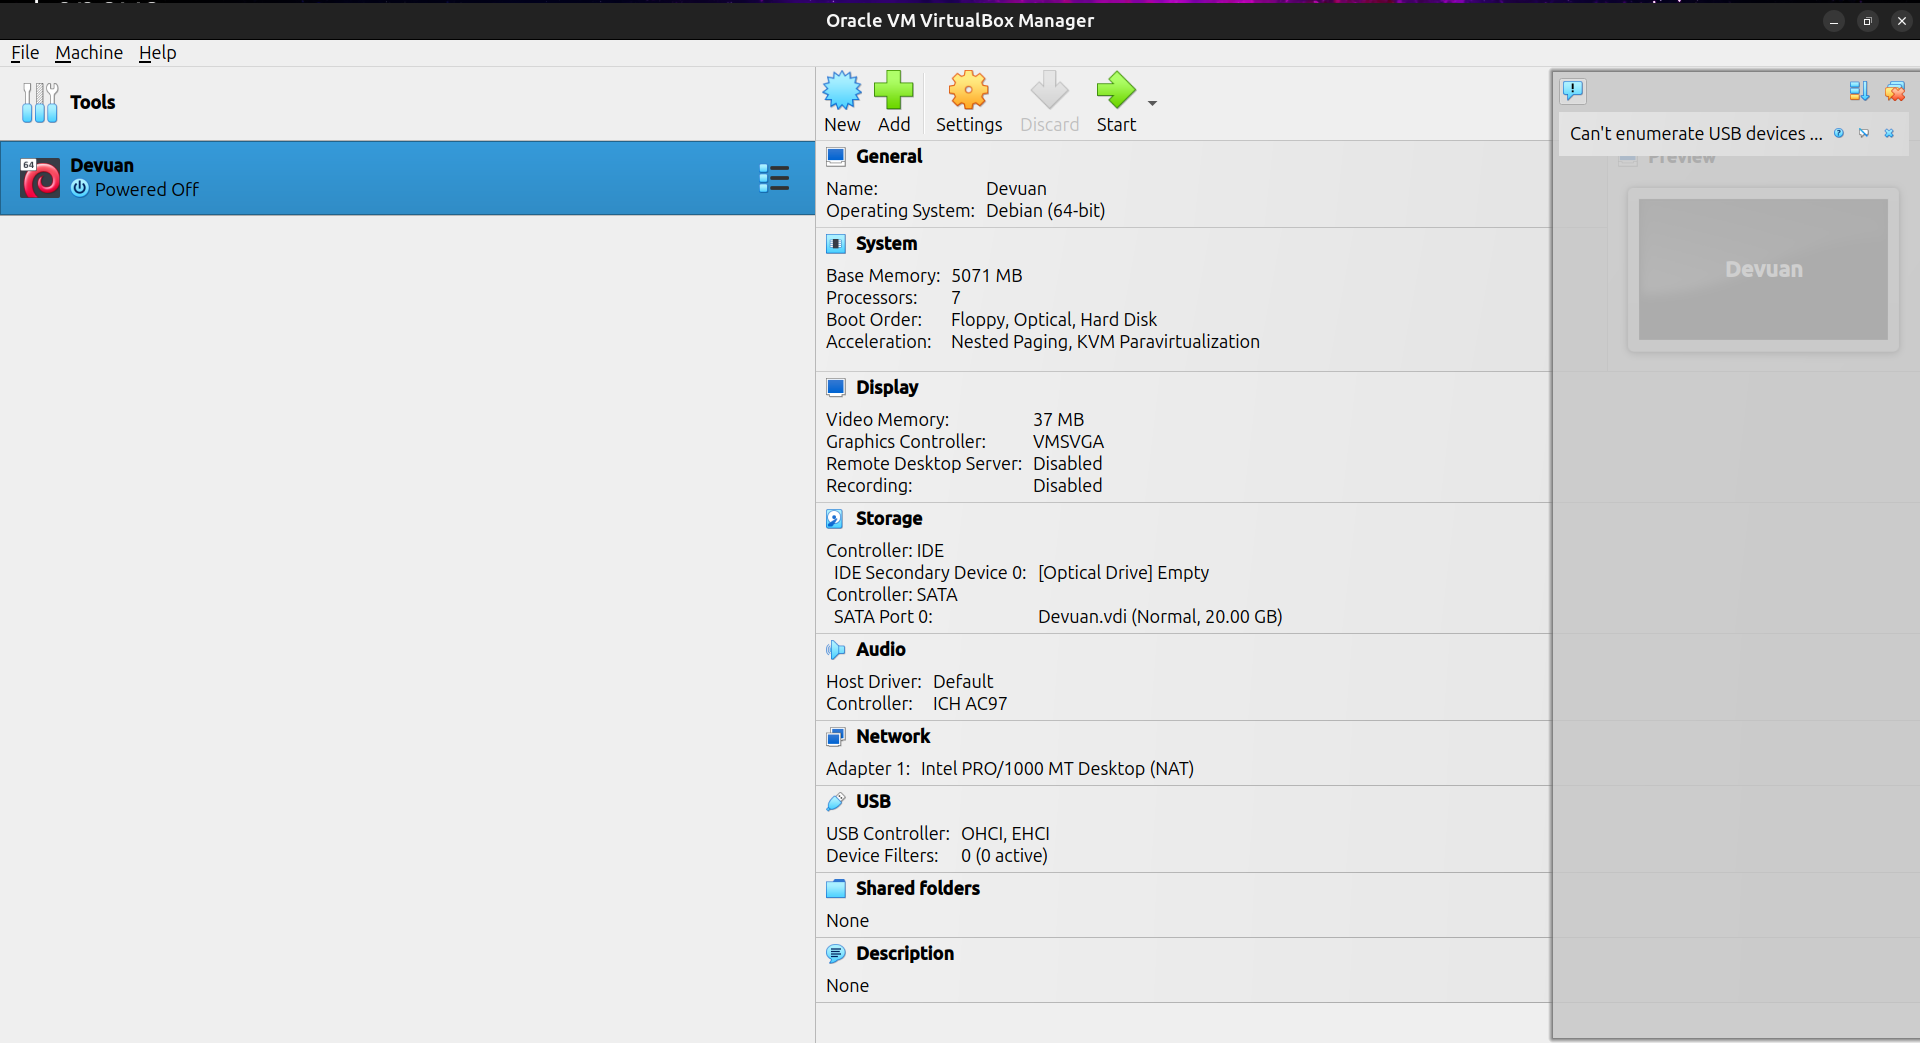 Oracle VM VirtualBox Manager
File Machine Help
Tools
New Add Settings Discard Start
64
Devuan
Powered Off
General
Name: Devuan
Operating System: Debian (64-bit)
System
Base Memory: 5071 MB
Processors: 7
Boot Order: Floppy, Optical, Hard Disk
Acceleration: Nested Paging, KVM Paravirtualization
Display
Video Memory: 37 MB
Graphics Controller: VMSVGA
Remote Desktop Server: Disabled
Recording: Disabled
Storage
Controller: IDE
IDE Secondary Device 0: [Optical Drive] Empty
Controller: SATA
SATA Port 0: Devuan.vdi (Normal, 20.00 GB)
Audio
Host Driver: Default
Controller: ICH AC97
Network
Adapter 1: Intel PRO/1000 MT Desktop (NAT)
USB
USB Controller: OHCI, EHCI
Device Filters: 0 (0 active)
Shared folders
None
Description
None
Can't enumerate USB devices ...
Preview
Devuan